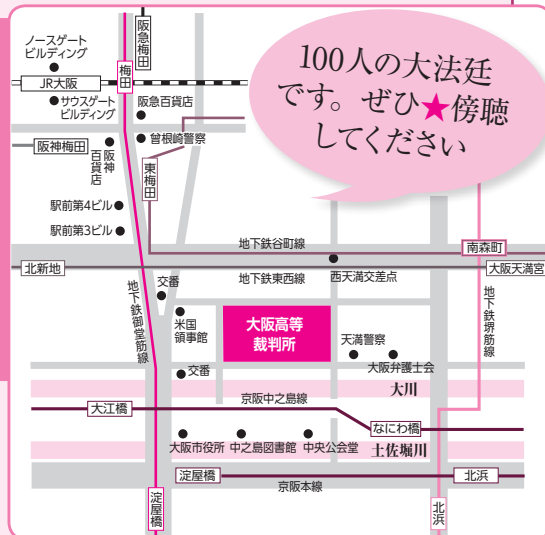 ノースゲート
ビルディング
阪急梅田
梅田
JR大阪
サウスゲート
ビルディング
阪急百貨店
100人の大法廷
です。ぜひ★傍聴
してください
阪神梅田
阪神
百貨店
曾根崎警察
東梅田
駅前第4ビル
駅前第3ビル
地下鉄谷町線
南森町
北新地
地下鉄東西線
西天満交差点
大阪天満宮
地下鉄御堂筋線
交番
米国
領事館
大阪高等
裁判所
天満警察
大阪弁護士会
地下鉄堺筋線
交番
大川
京阪中之島線
大江橋
なにわ橋
大阪市役所
中之島図書館
中央公会堂
土佐堀川
淀屋橋
京阪本線
北浜
淀屋橋
北浜